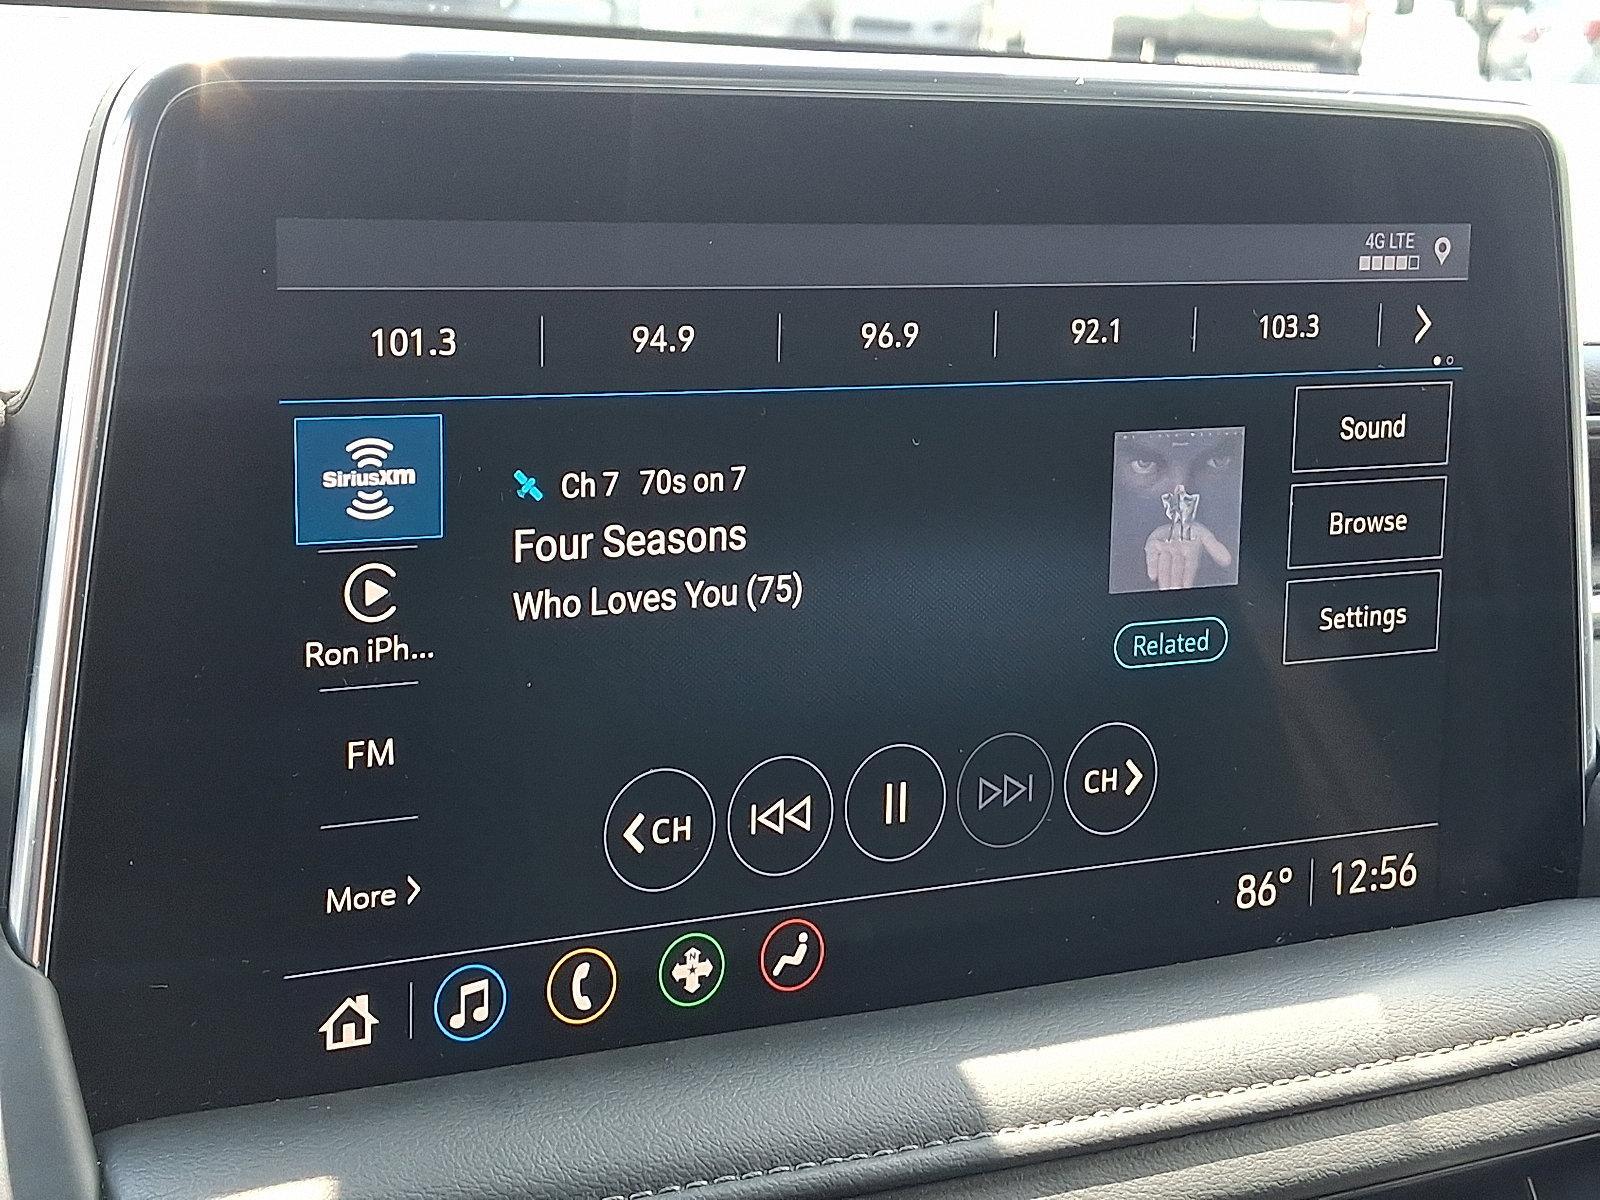 4G LTE
101.3 94.9 96.9 92.1 103.3
SiriusXM
Ch 7 70s on 7
Four Seasons
Who Loves You (75)
Sound
Browse
Settings
Related
Ron iPh...
FM
More
CH
CH
86° 12:56
N